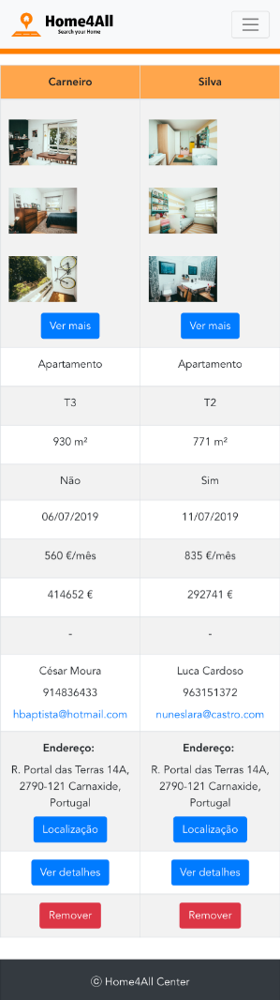 Home4All
Search your Home
Carneiro Silva
Ver mais Ver mais
Apartamento Apartamento
T3 T2
930 m² 771 m²
Não Sim
06/07/2019 11/07/2019
560 €/mês 835 €/mês
414652 € 292741 €
- -
César Moura Luca Cardoso
914836433 963151372
hbaptista@hotmail.com nuneslara@castro.com
Endereço: Endereço:
R. Portal das Terras 14A, R. Portal das Terras 14A,
2790-121 Carnaxide, 2790-121 Carnaxide,
Portugal Portugal
Localização Localização
Ver detalhes Ver detalhes
Remover Remover
© Home4All Center